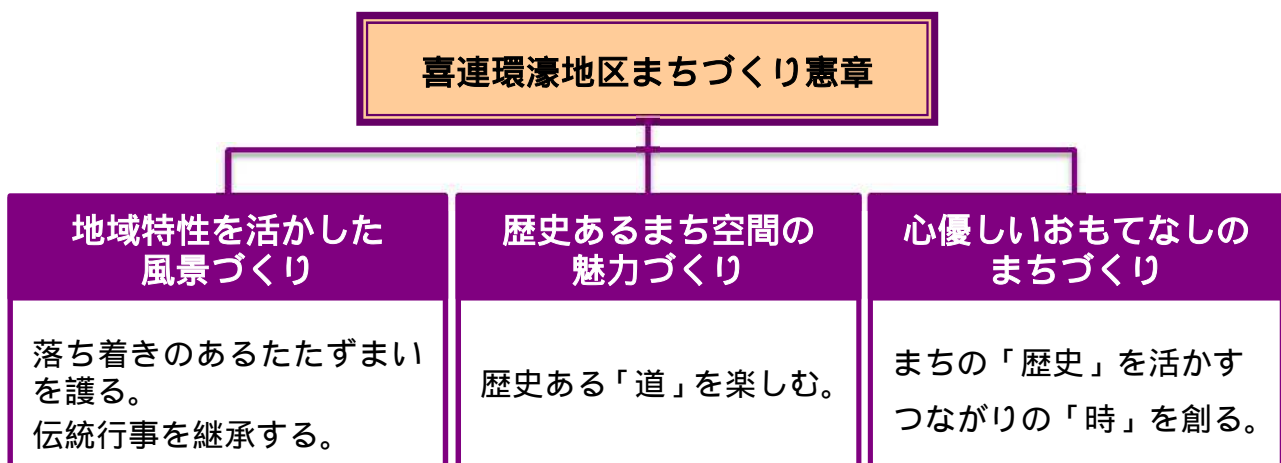 喜連環濠地区まちづくり憲章
地域特性を活かした
風景づくり
落ち着きのあるたたずまい
を護る。
伝統行事を継承する。
歴史あるまち空間の
魅力づくり
歴史ある「道」を楽しむ。
心優しいおもてなしの
まちづくり
まちの「歴史」を活かす
つながりの「時」を創る。